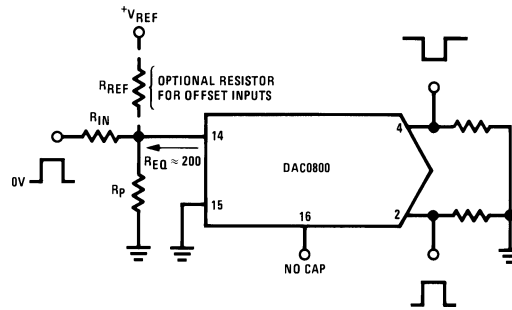 +VREF
RREF
OPTIONAL RESISTOR
FOR OFFSET INPUTS
RIN
14
4
REQ ≈ 200
DAC0800
0V
RP
15
16
2
NO CAP